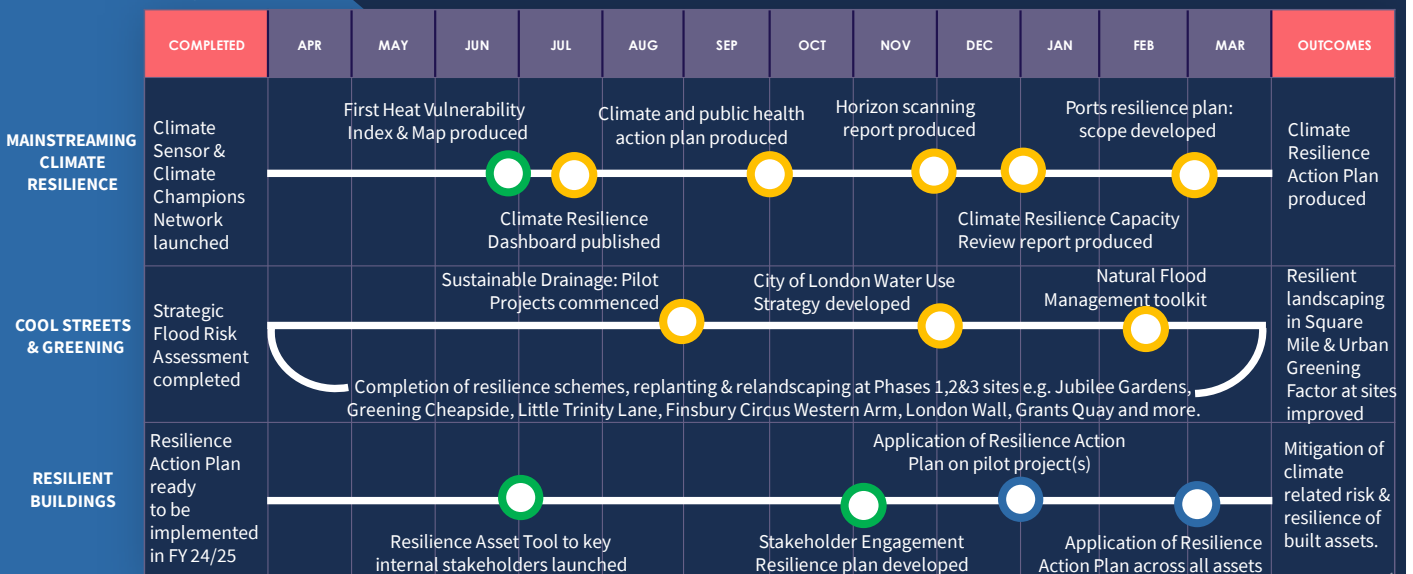 COMPLETED
APR
MAY
JUN
JUL
AUG
SEP
OCT
NOV
DEC
JAN
FEB
MAR
OUTCOMES
MAINSTREAMING
CLIMATE
RESILIENCE
Climate
Sensor &
Climate
Champions
Network
launched
First Heat Vulnerability
Index & Map produced
Climate Resilience
Dashboard published
Climate and public health
action plan produced
Horizon scanning
report produced
Climate Resilience Capacity
Review report produced
Ports resilience plan:
scope developed
Climate
Resilience
Action Plan
produced
COOL STREETS
& GREENING
Strategic
Flood Risk
Assessment
completed
Sustainable Drainage: Pilot
Projects commenced
City of London Water Use
Strategy developed
Natural Flood
Management toolkit
Completion of resilience schemes, replanting & relandscaping at Phases 1,2&3 sites e.g. Jubilee Gardens,
Greening Cheapside, Little Trinity Lane, Finsbury Circus Western Arm, London Wall, Grants Quay and more.
Resilient
landscaping
in Square
Mile & Urban
Greening
Factor at sites
improved
RESILIENT
BUILDINGS
Resilience
Action Plan
ready
to be
implemented
in FY 24/25
Resilience Asset Tool to key
internal stakeholders launched
Stakeholder Engagement
Resilience plan developed
Application of Resilience Action
Plan on pilot project(s)
Application of Resilience
Action Plan across all assets
Mitigation of
climate
related risk &
resilience of
built assets.